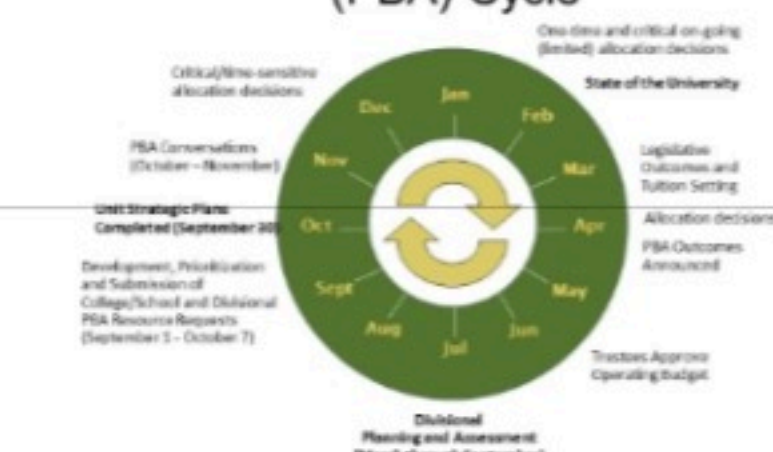 (PBA) Cycle
One-time and critical on-going
(limited) allocation decisions
State of the University
Critical/time-sensitive
allocation decisions
PBA Conversations
(October – November)
Unit Strategic Plans
Completed (September 30)
Development, Prioritization
and Submission of
College/School and Divisional
PBA Resource Requests
(September 1 – October 7)
Jan
Feb
Mar
Apr
May
Jun
Jul
Aug
Sept
Oct
Nov
Dec
Legislative
Outcomes and
Tuition Setting
Allocation decisions
PBA Outcomes
Announced
Trustees Approve
Operating Budget
Divisional
Planning and Assessment